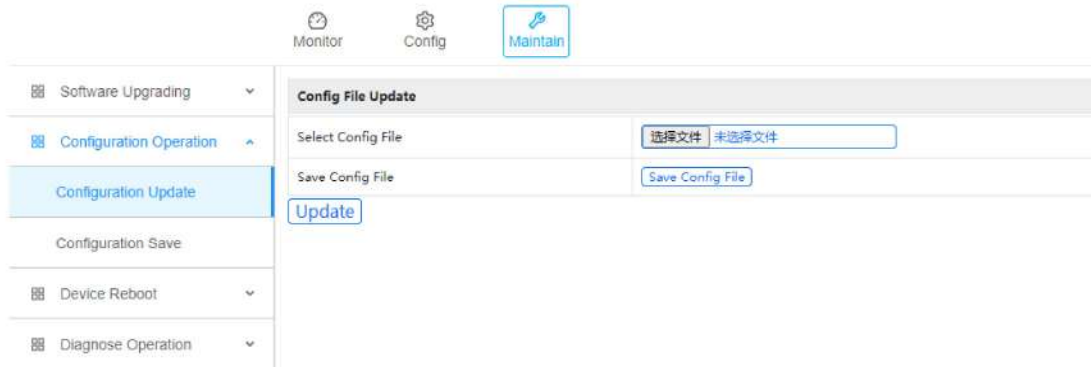 Monitor Config Maintain
Software Upgrading
Configuration Operation
Configuration Update
Configuration Save
Device Reboot
Diagnose Operation
Config File Update
Select Config File 选择文件 未选择文件
Save Config File Save Config File
Update